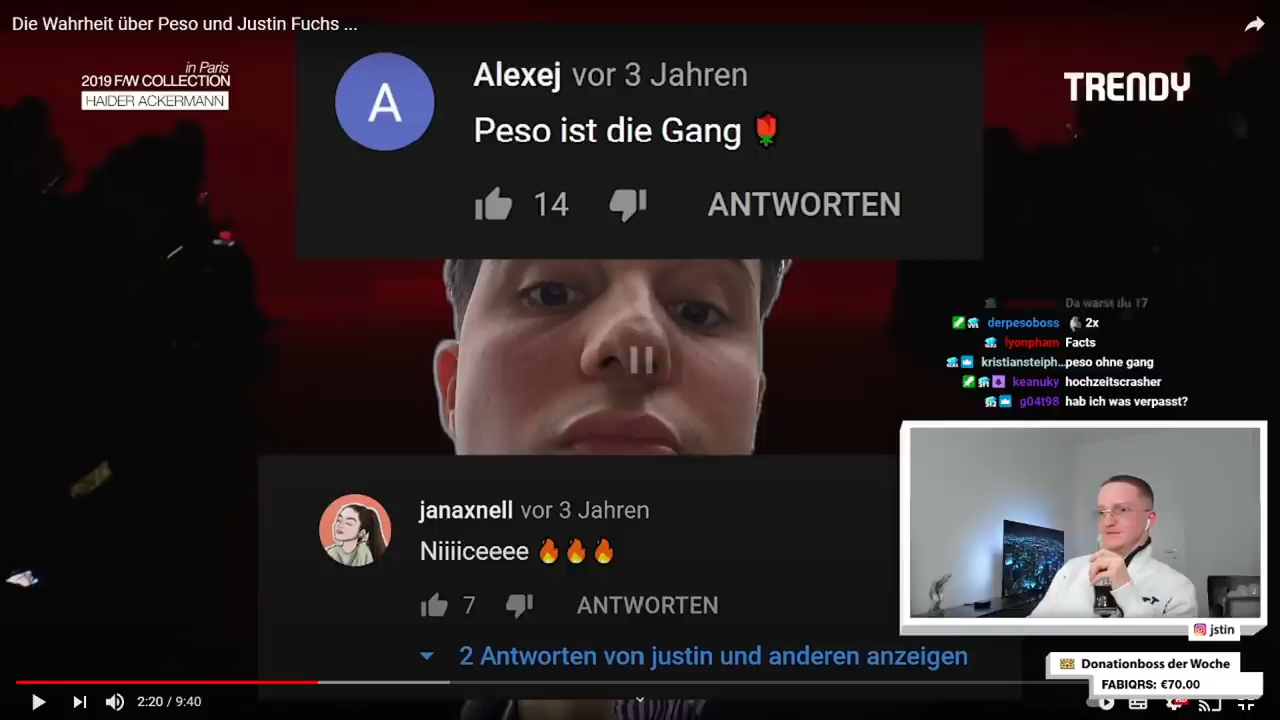 Die Wahrheit über Peso und Justin Fuchs ...
in Paris
2019 F/W COLLECTION
HAIDER ACKERMANN
TRENDY
A
Alexej vor 3 Jahren
Peso ist die Gang 🌹
14
ANTWORTEN
Da warst du 17
derpesoboss 2x
lyonpham Facts
kristiansteiph... peso ohne gang
keanuky hochzeitscrasher
g04t98 hab ich was verpasst?
janaxnell vor 3 Jahren
Niiiiceeee 🔥🔥🔥
7
ANTWORTEN
2 Antworten von justin und anderen anzeigen
jstin
Donationboss der Woche
FABIQRS: €70.00
2:20 / 9:40